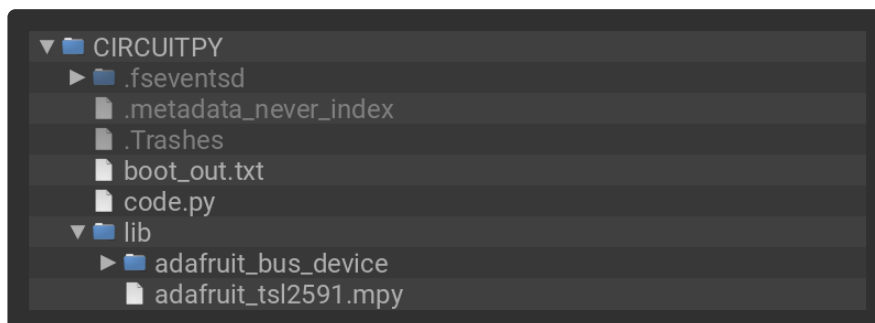 CIRCUITPY
.fseventsd
.metadata_never_index
.Trashes
boot_out.txt
code.py
lib
adafruit_bus_device
adafruit_tsl2591.mpy